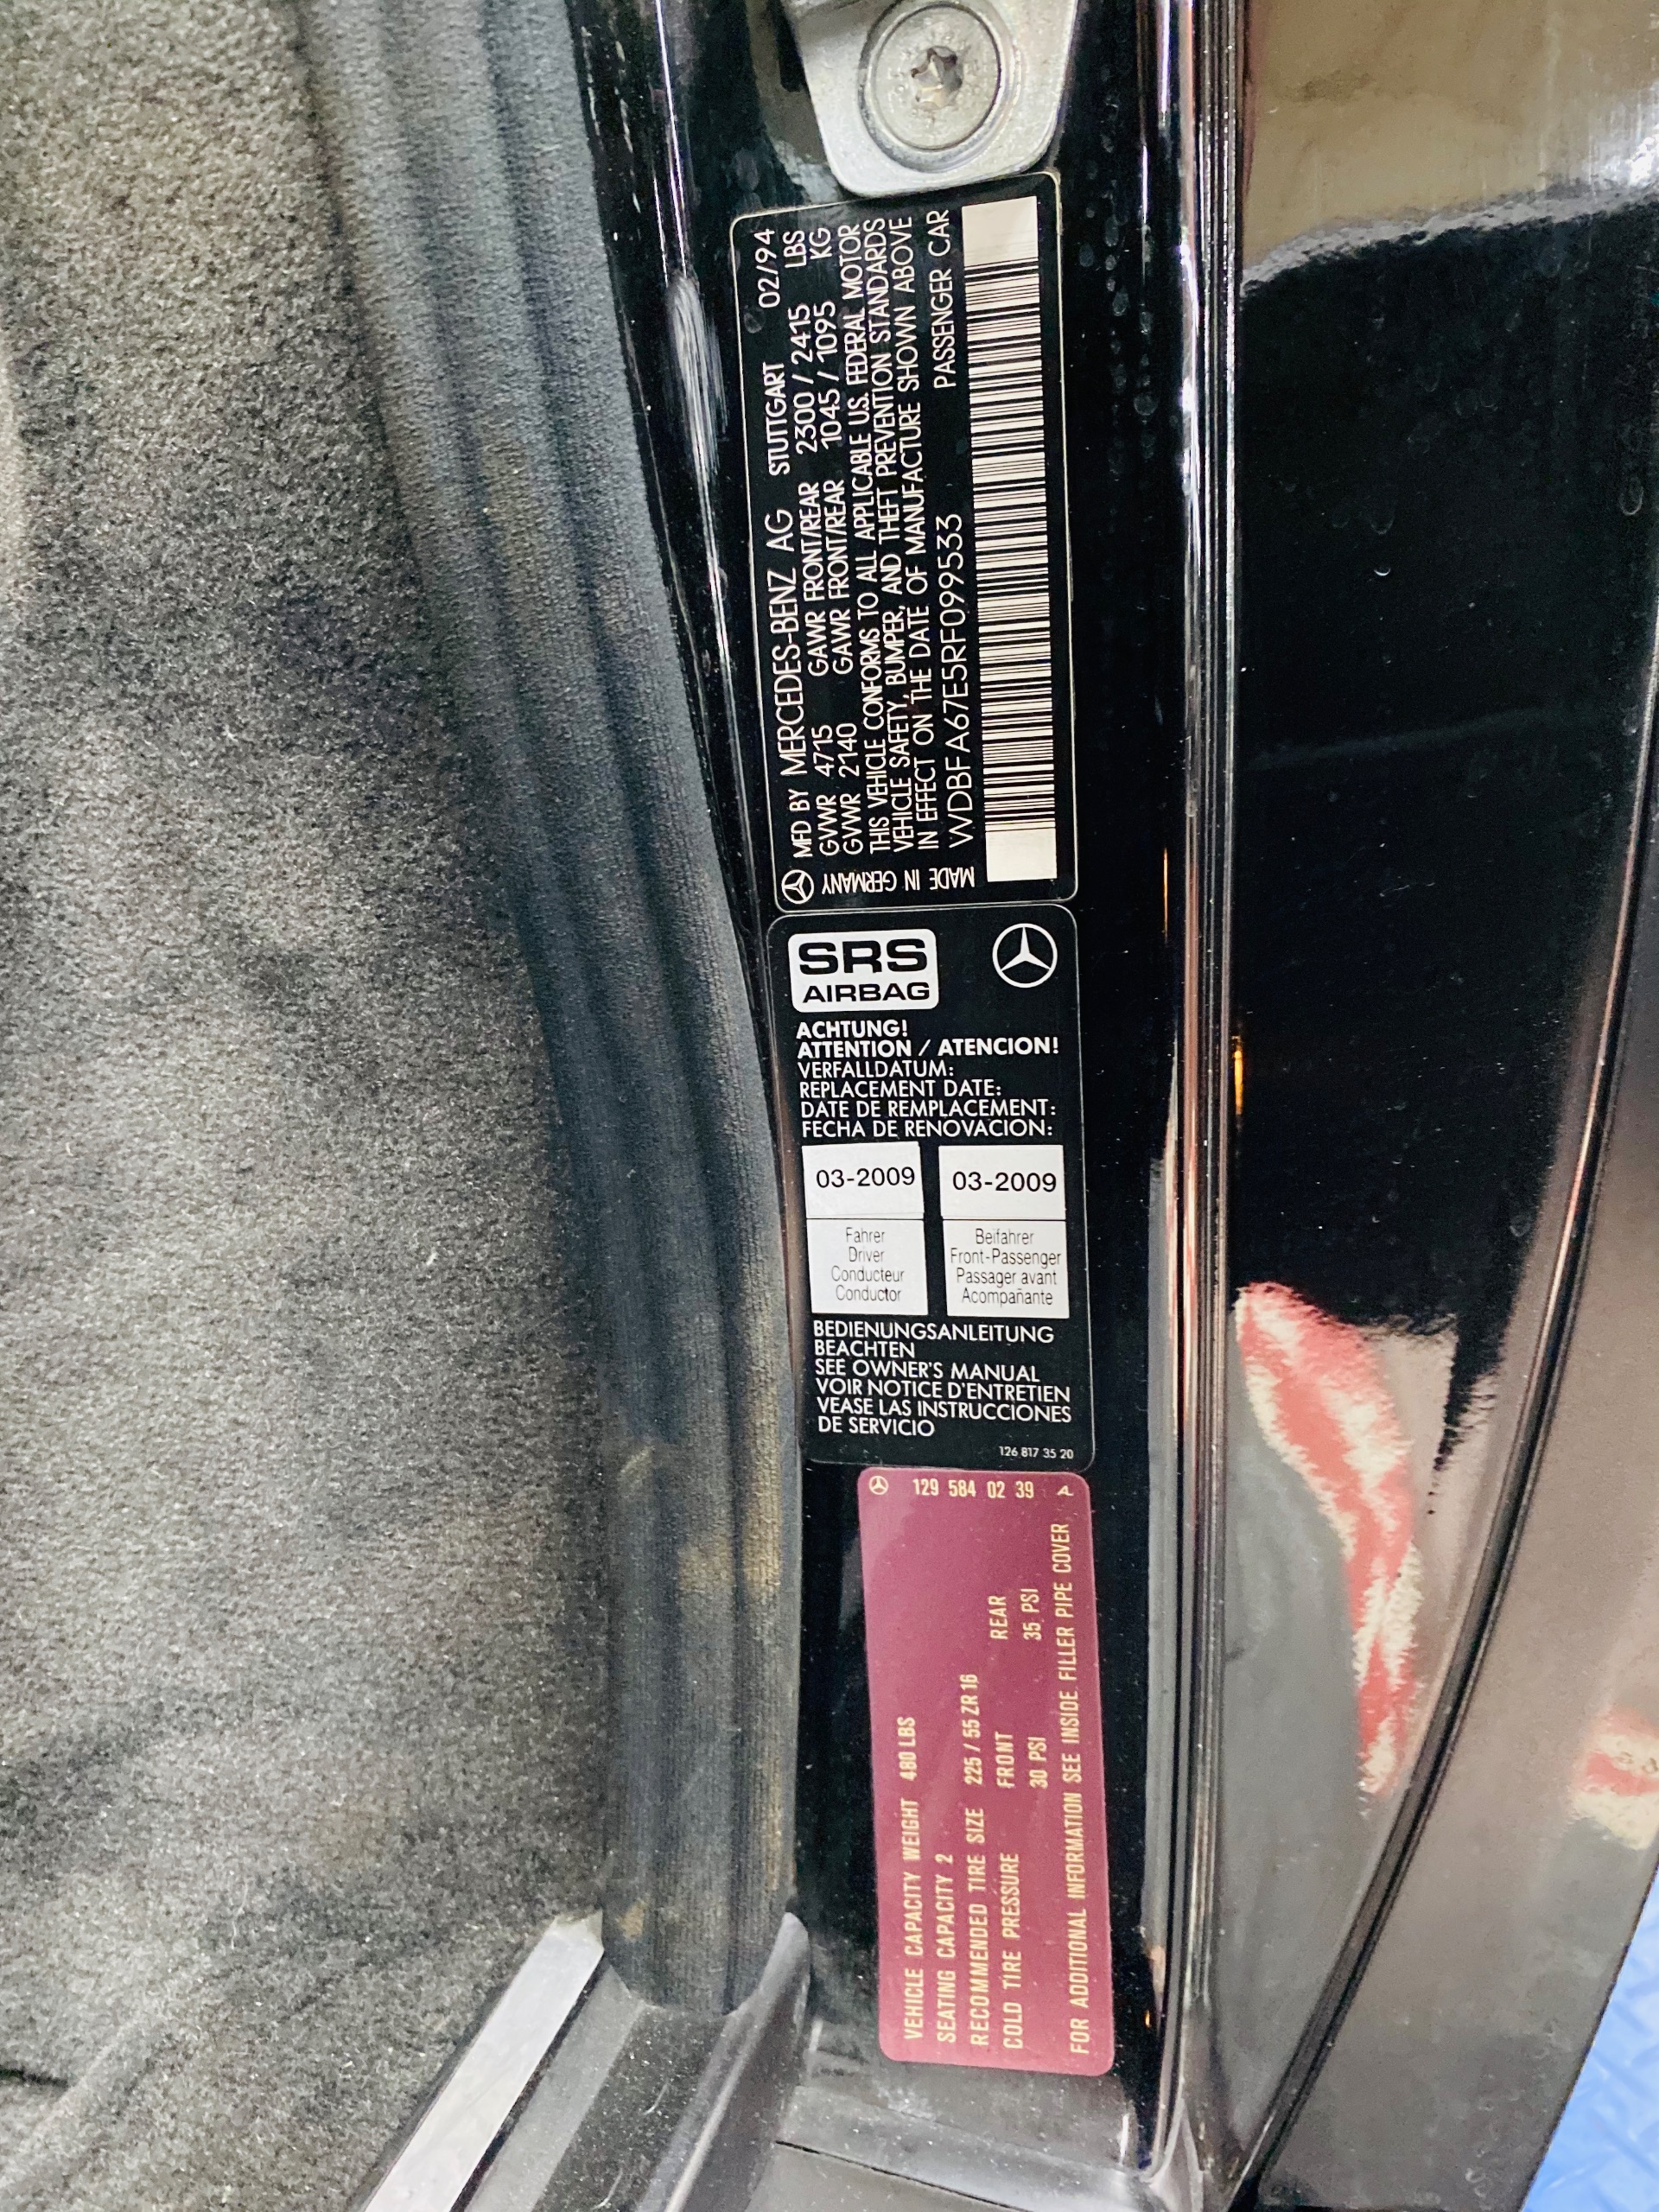 MFD BY MERCEDES-BENZ AG STUTTGART 02/94
GVWR 4715 GAWR FRONT/REAR 2300 / 2415 LBS
GVWR 2140 GAWR FRONT/REAR 1045 / 1095 KG
THIS VEHICLE CONFORMS TO ALL APPLICABLE U.S. FEDERAL MOTOR
VEHICLE SAFETY, BUMPER, AND THEFT PREVENTION STANDARDS
IN EFFECT ON THE DATE OF MANUFACTURE SHOWN ABOVE
WDBFA67E5RF099533 PASSENGER CAR
MADE IN GERMANY
SRS
AIRBAG
ACHTUNG!
ATTENTION / ATENCION!
VERFALLDATUM:
REPLACEMENT DATE:
DATE DE REMPLACEMENT:
FECHA DE RENOVACION:
03-2009 03-2009
Fahrer
Driver
Conducteur
Conductor
Beifahrer
Front-Passenger
Passager avant
Acompañante
BEDIENUNGSANLEITUNG
BEACHTEN
SEE OWNER'S MANUAL
VOIR NOTICE D'ENTRETIEN
VEASE LAS INSTRUCCIONES
DE SERVICIO
126 817 35 20
129 584 02 39 A
VEHICLE CAPACITY WEIGHT 480 LBS
SEATING CAPACITY 2
RECOMMENDED TIRE SIZE 225 / 55 ZR 16
COLD TIRE PRESSURE FRONT REAR
30 PSI 35 PSI
FOR ADDITIONAL INFORMATION SEE INSIDE FILLER PIPE COVER